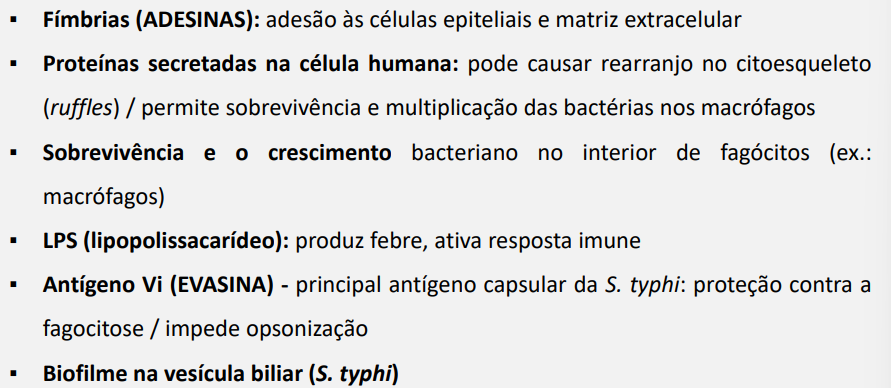 ▪ Fímbrias (ADESINAS): adesão às células epiteliais e matriz extracelular
▪ Proteínas secretadas na célula humana: pode causar rearranjo no citoesqueleto
(ruffles) / permite sobrevivência e multiplicação das bactérias nos macrófagos
▪ Sobrevivência e o crescimento bacteriano no interior de fagócitos (ex.:
macrófagos)
▪ LPS (lipopolissacarídeo): produz febre, ativa resposta imune
▪ Antígeno Vi (EVASINA) - principal antígeno capsular da S. typhi: proteção contra a
fagocitose / impede opsonização
▪ Biofilme na vesícula biliar (S. typhi)